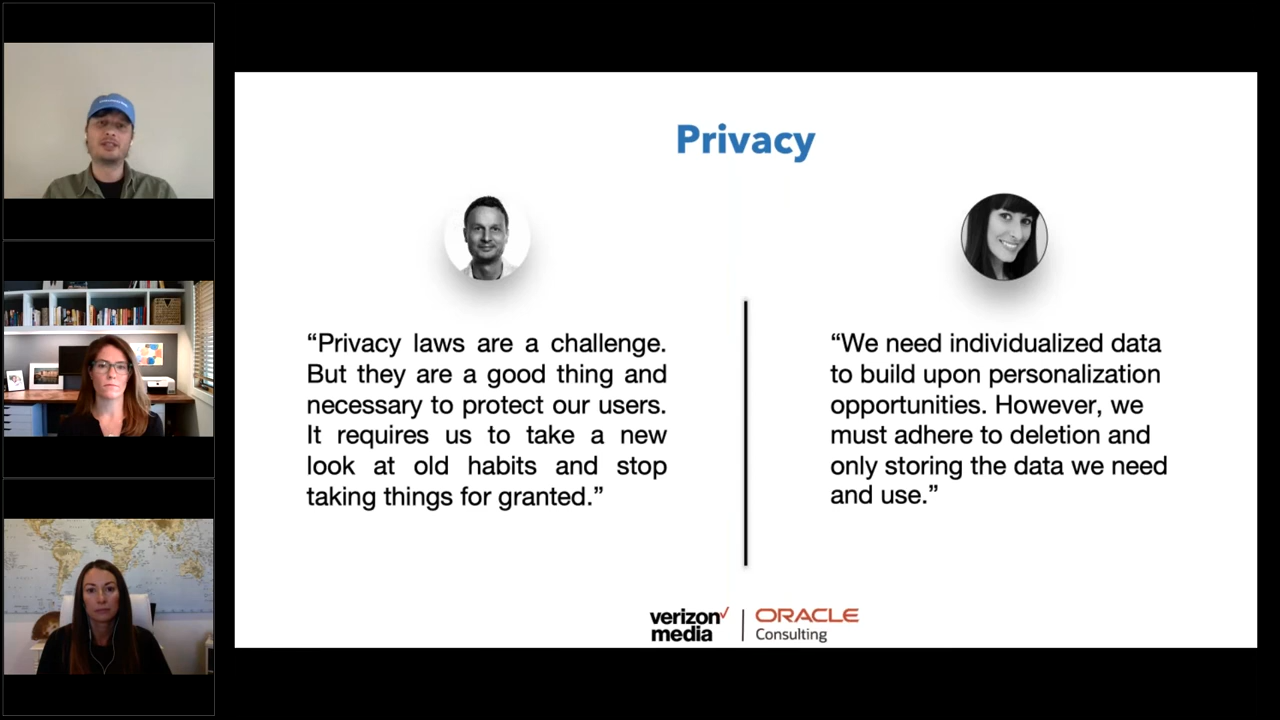 Privacy
“Privacy laws are a challenge.
But they are a good thing and
necessary to protect our users.
It requires us to take a new
look at old habits and stop
taking things for granted.”
“We need individualized data
to build upon personalization
opportunities. However, we
must adhere to deletion and
only storing the data we need
and use.”
verizon✓
media
ORACLE
Consulting